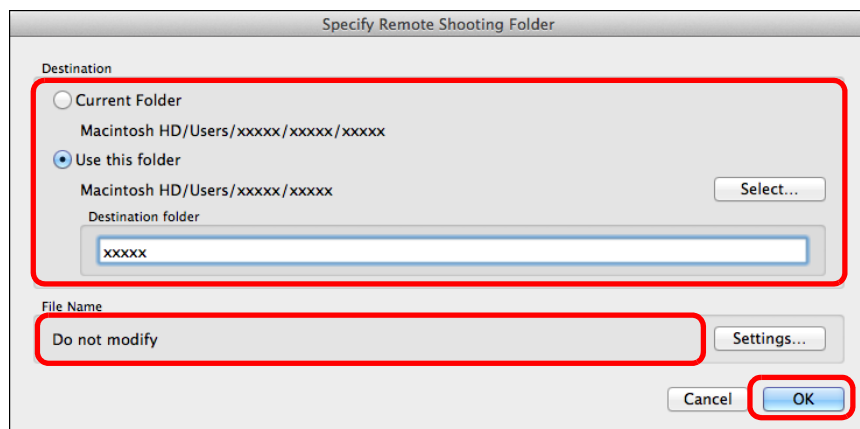 Specify Remote Shooting Folder
Destination
Current Folder
Macintosh HD/Users/xxxxx/xxxxx/xxxxx
Use this folder
Macintosh HD/Users/xxxxx/xxxxx
Select...
Destination folder
xxxxx
File Name
Do not modify
Settings...
Cancel
OK